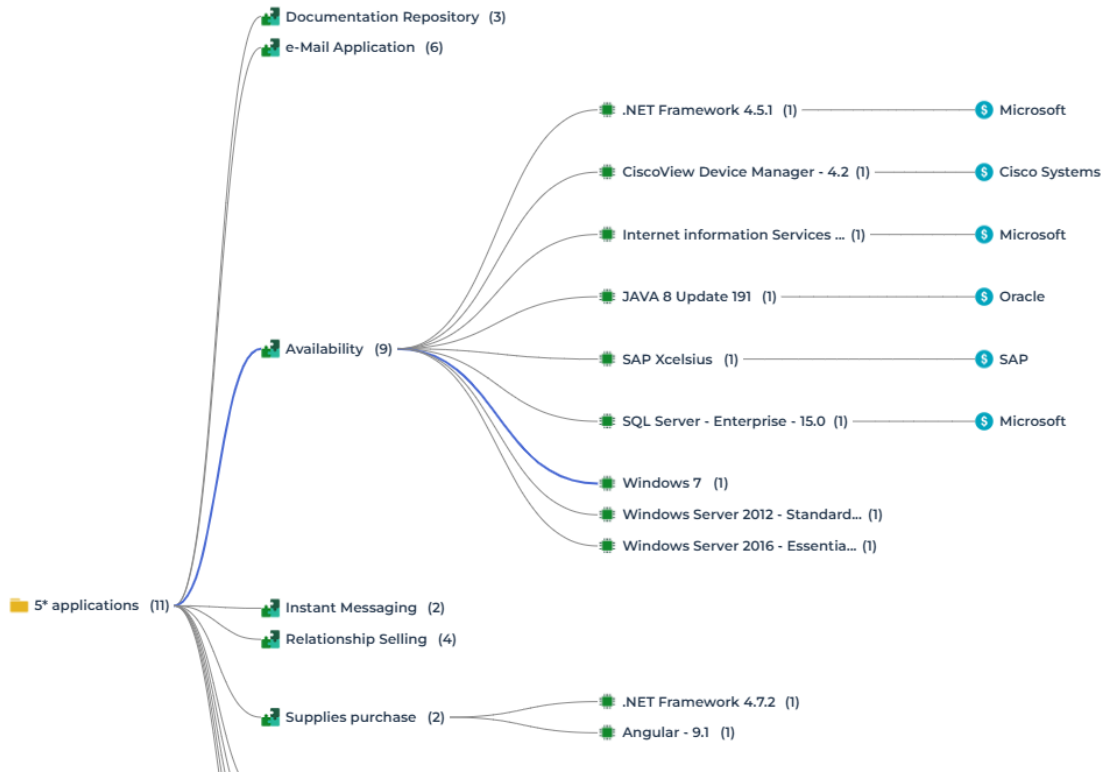 Documentation Repository (3)
e-Mail Application (6)
.NET Framework 4.5.1 (1) $ Microsoft
CiscoView Device Manager - 4.2 (1) $ Cisco Systems
Internet information Services ... (1) $ Microsoft
JAVA 8 Update 191 (1) $ Oracle
Availability (9)
SAP Xcelsius (1) $ SAP
SQL Server - Enterprise - 15.0 (1) $ Microsoft
Windows 7 (1)
Windows Server 2012 - Standard... (1)
Windows Server 2016 - Essentia... (1)
5* applications (11)
Instant Messaging (2)
Relationship Selling (4)
Supplies purchase (2)
.NET Framework 4.7.2 (1)
Angular - 9.1 (1)